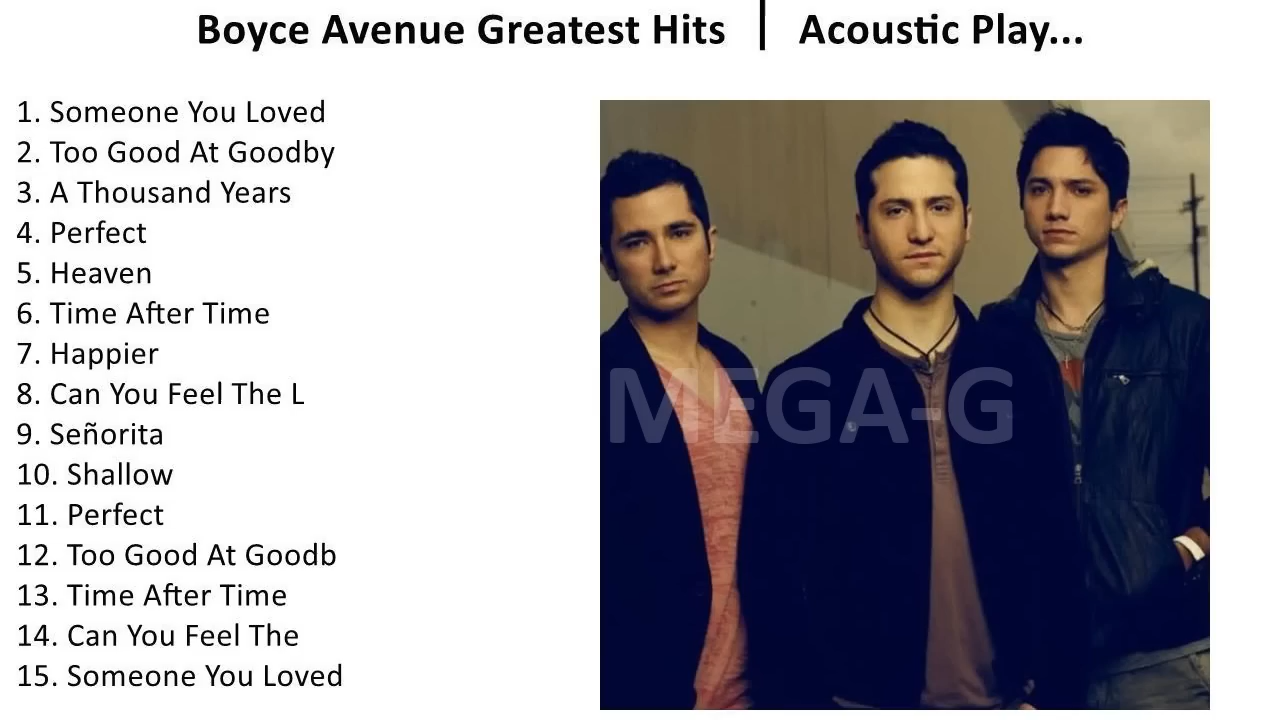 Boyce Avenue Greatest Hits | Acoustic Play...
1. Someone You Loved
2. Too Good At Goodby
3. A Thousand Years
4. Perfect
5. Heaven
6. Time After Time
7. Happier
8. Can You Feel The L
9. Señorita
10. Shallow
11. Perfect
12. Too Good At Goodb
13. Time After Time
14. Can You Feel The
15. Someone You Loved
MEGA-G